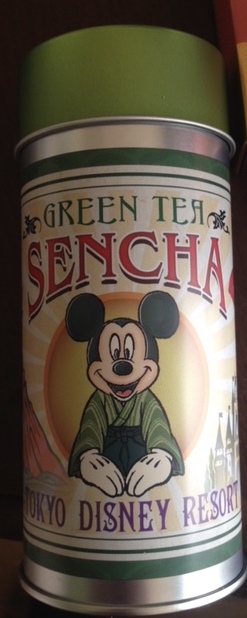 GREEN TEA
SENCHA
TOKYO DISNEY RESORT